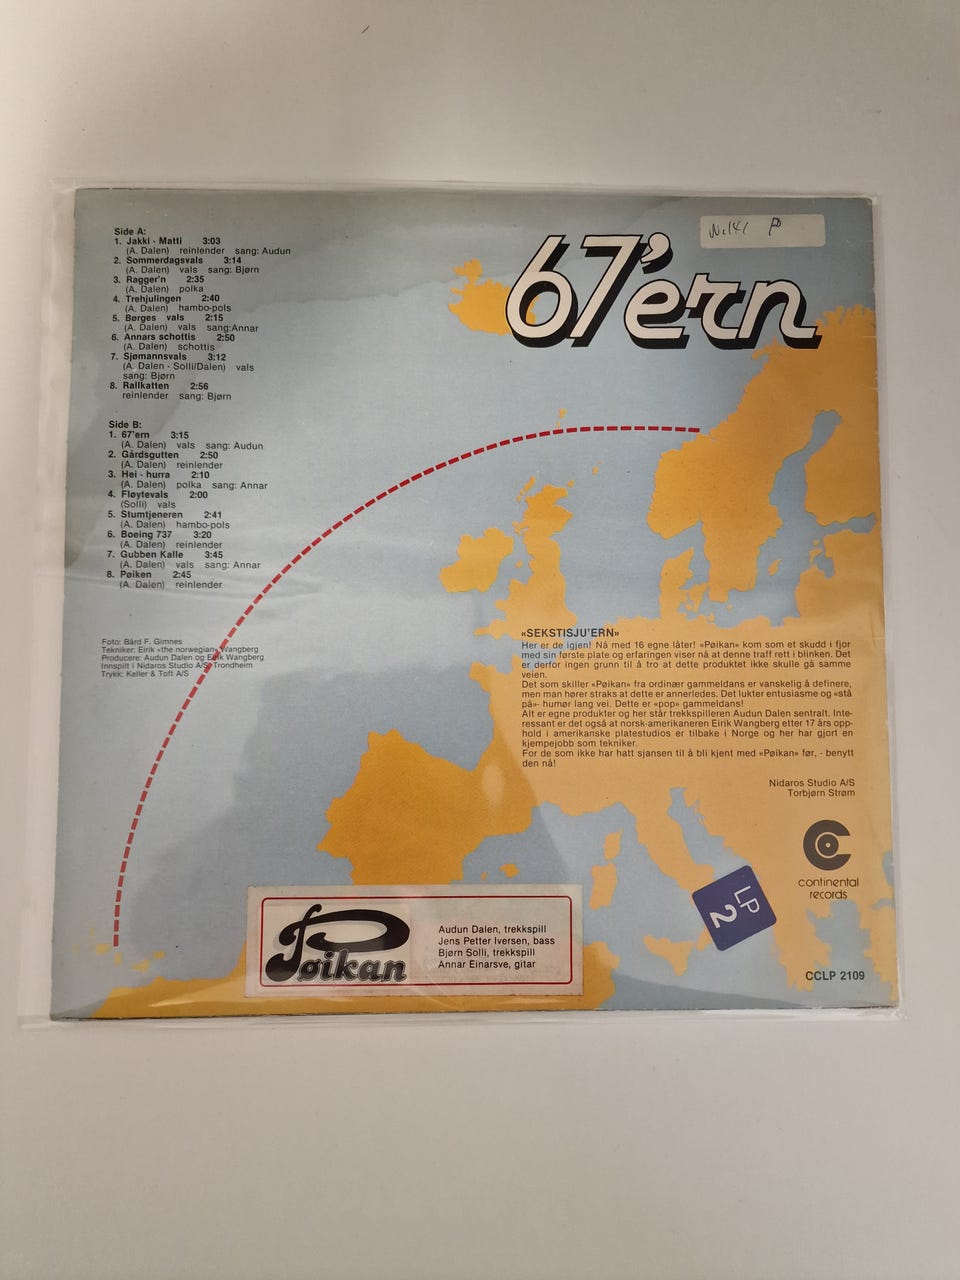 Nr 141 P
67'ern
Side A:
1. Jakki - Matti 3:03
(A. Dalen) reinlender sang: Audun
2. Sommerdagsvals 3:14
(A. Dalen) vals sang: Bjørn
3. Ragger'n 2:35
(A. Dalen) polka
4. Trehjulingen 2:40
(A. Dalen) hambo-pols
5. Børges vals 2:15
(A. Dalen) vals sang:Annar
6. Annars schottis 2:50
(A. Dalen) schottis
7. Sjømannsvals 3:12
(A. Dalen - Solli/Dalen) vals
sang: Bjørn
8. Rallkatten 2:56
reinlender sang: Bjørn
Side B:
1. 67'ern 3:15
(A. Dalen) vals sang: Audun
2. Gårdsgutten 2:50
(A. Dalen) reinlender
3. Hei - hurra 2:10
(A. Dalen) polka sang: Annar
4. Fløytevals 2:00
(Solli) vals
5. Stumtjeneren 2:41
(A. Dalen) hambo-pols
6. Boeing 737 3:20
(A. Dalen) reinlender
7. Gubben Kalle 3:45
(A. Dalen) vals sang: Annar
8. Pøiken 2:45
(A. Dalen) reinlender
Foto: Bård F. Gimnes
Tekniker: Eirik «the norwegian» Wangberg
Producere: Audun Dalen og Eirik Wangberg
Innspilt i Nidaros Studio A/S Trondheim
Trykk: Keller & Toft A/S
«SEKSTISJU'ERN»
Her er de igjen! Nå med 16 egne låter! «Pøikan» kom som et skudd i fjor
med sin første plate og erfaringen viser nå at denne traff rett i blinken. Det
er derfor ingen grunn til å tro at dette produktet ikke skulle gå samme
veien.
Det som skiller «Pøikan» fra ordinær gammeldans er vanskelig å definere,
men man hører straks at dette er annerledes. Det lukter entusiasme og «stå
på»- humør lang vei. Dette er «pop» gammeldans!
Alt er egne produkter og her står trekkspilleren Audun Dalen sentralt. Inte-
ressant er det også at norsk-amerikaneren Eirik Wangberg etter 17 års opp-
hold i amerikanske platestudios er tilbake i Norge og her har gjort en
kjempejobb som tekniker.
For de som ikke har hatt sjansen til å bli kjent med «Pøikan» før, - benytt
den nå!
Nidaros Studio A/S
Torbjørn Strøm
continental
records
LP
2
Pøikan
Audun Dalen, trekkspill
Jens Petter Iversen, bass
Bjørn Solli, trekkspill
Annar Einarsve, gitar
CCLP 2109